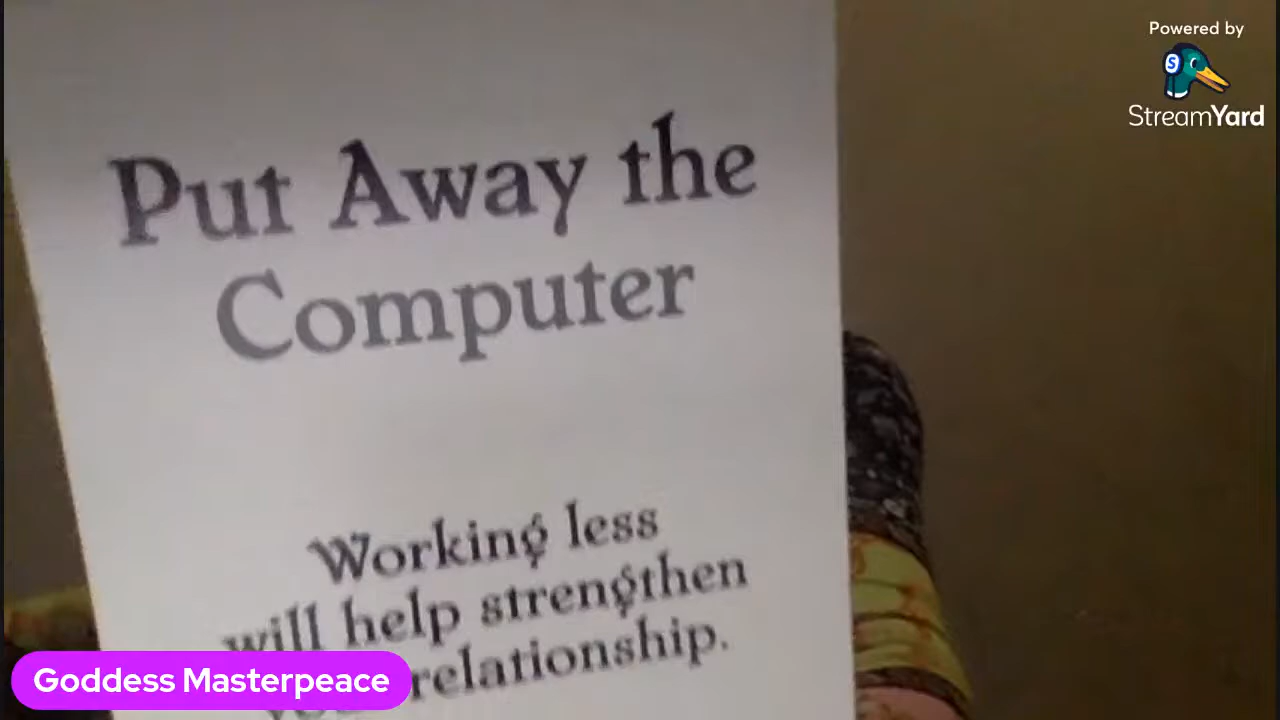 Put Away the
Computer
Working less
will help strengthen
relationship.
Goddess Masterpeace
Powered by
StreamYard